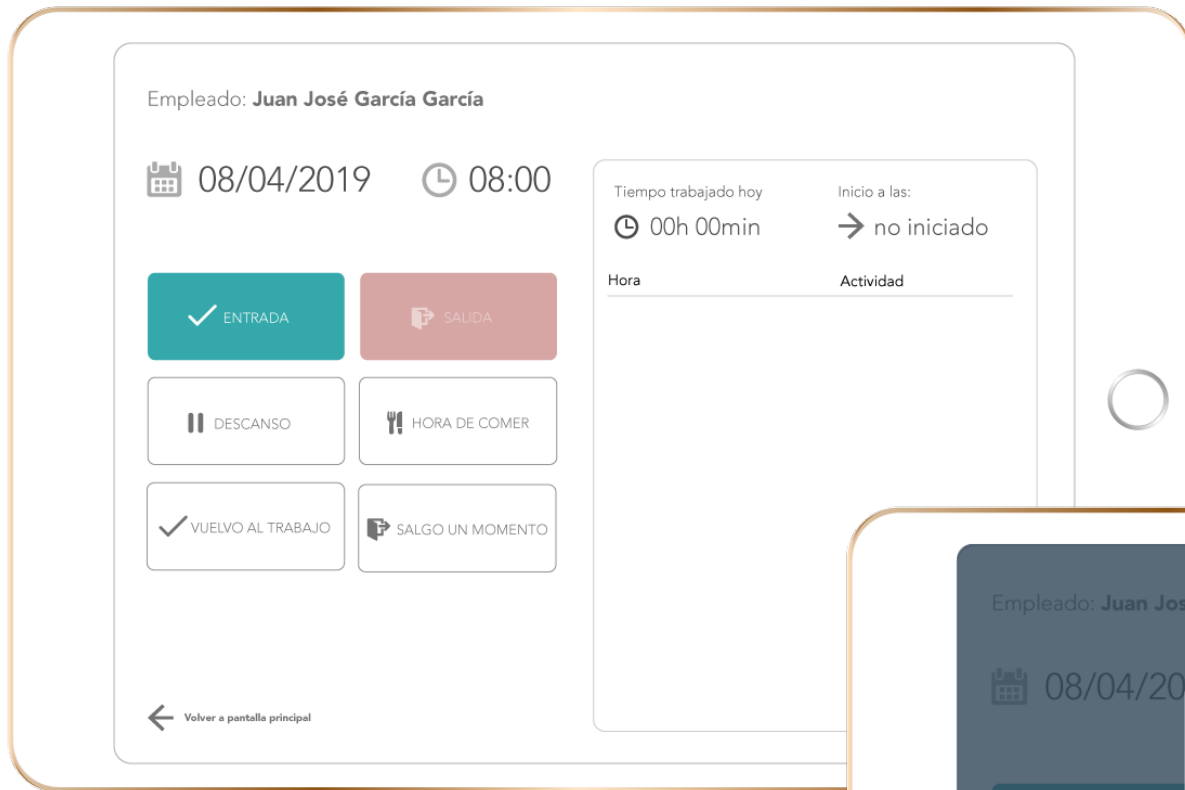 Empleado: Juan José García García
08/04/2019 08:00
Tiempo trabajado hoy Inicio a las:
00h 00min no iniciado
Hora Actividad
ENTRADA SALIDA
DESCANSO HORA DE COMER
VUELVO AL TRABAJO SALGO UN MOMENTO
Volver a pantalla principal
Empleado: Juan Jos
08/04/20